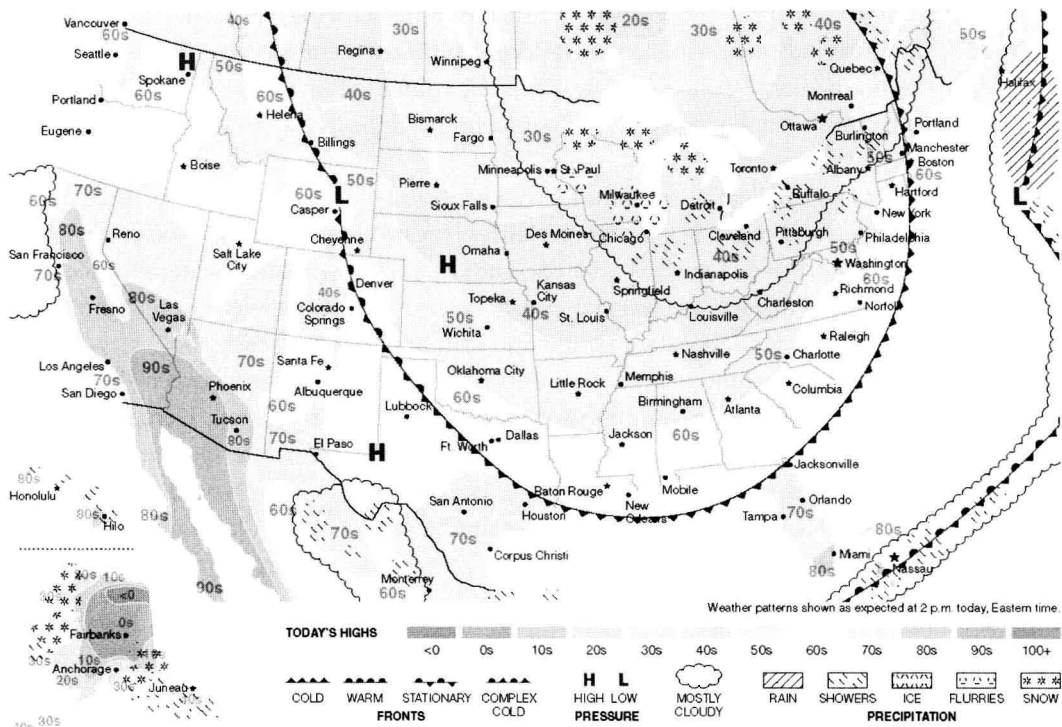 Vancouver
60s
Seattle
H
Spokane
60s
Portland
Eugene
40s
50s
60s
Helena
Billings
Boise
Regina
30s
40s
Winnipeg
Bismarck
Fargo
20s
30s
40s
Quebec
Montreal
Ottawa
Burlington
Portland
Manchester
50s
Boston
60s
Albany
Hartford
50s
Halifax
L
Minneapolis
St. Paul
Toronto
Buffalo
Milwaukee
Detroit
New York
Pierre
50s
Sioux Falls
60s
L
Casper
Cheyenne
70s
60s
80s
Reno
San Francisco
70s
60s
Salt Lake
City
Omaha
Des Moines
Chicago
Cleveland
40s
Pittsburgh
Philadelphia
50s
Washington
60s
H
Denver
40s
Colorado
Springs
Topeka
Kansas
City
40s
Springfield
Indianapolis
Charleston
Richmond
Norfolk
80s
Fresno
Las
Vegas
50s
Wichita
St. Louis
Louisville
Raleigh
Nashville
50s
Charlotte
Los Angeles
70s
San Diego
90s
70s
Phoenix
Tucson
80s
Santa Fe
Albuquerque
60s
70s
El Paso
H
Lubbock
Oklahoma City
60s
Little Rock
Memphis
Birmingham
60s
Atlanta
Columbia
Ft. Worth
Dallas
Jackson
Jacksonville
80s
Honolulu
80s
Hilo
80s
90s
60s
70s
Monterrey
60s
San Antonio
70s
Corpus Christi
Houston
Baton Rouge
New
Orleans
Mobile
Orlando
70s
Tampa
Miami
80s
80s
Nassau
10s
<0
0s
Fairbanks
Anchorage
10s
20s
30s
Juneau
Weather patterns shown as expected at 2 p.m. today, Eastern time.
TODAY'S HIGHS
<0 0s 10s 20s 30s 40s 50s 60s 70s 80s 90s 100+
H L
COLD WARM STATIONARY COMPLEX COLD HIGH LOW MOSTLY CLOUDY RAIN SHOWERS ICE FLURRIES SNOW
FRONTS PRESSURE PRECIPITATION